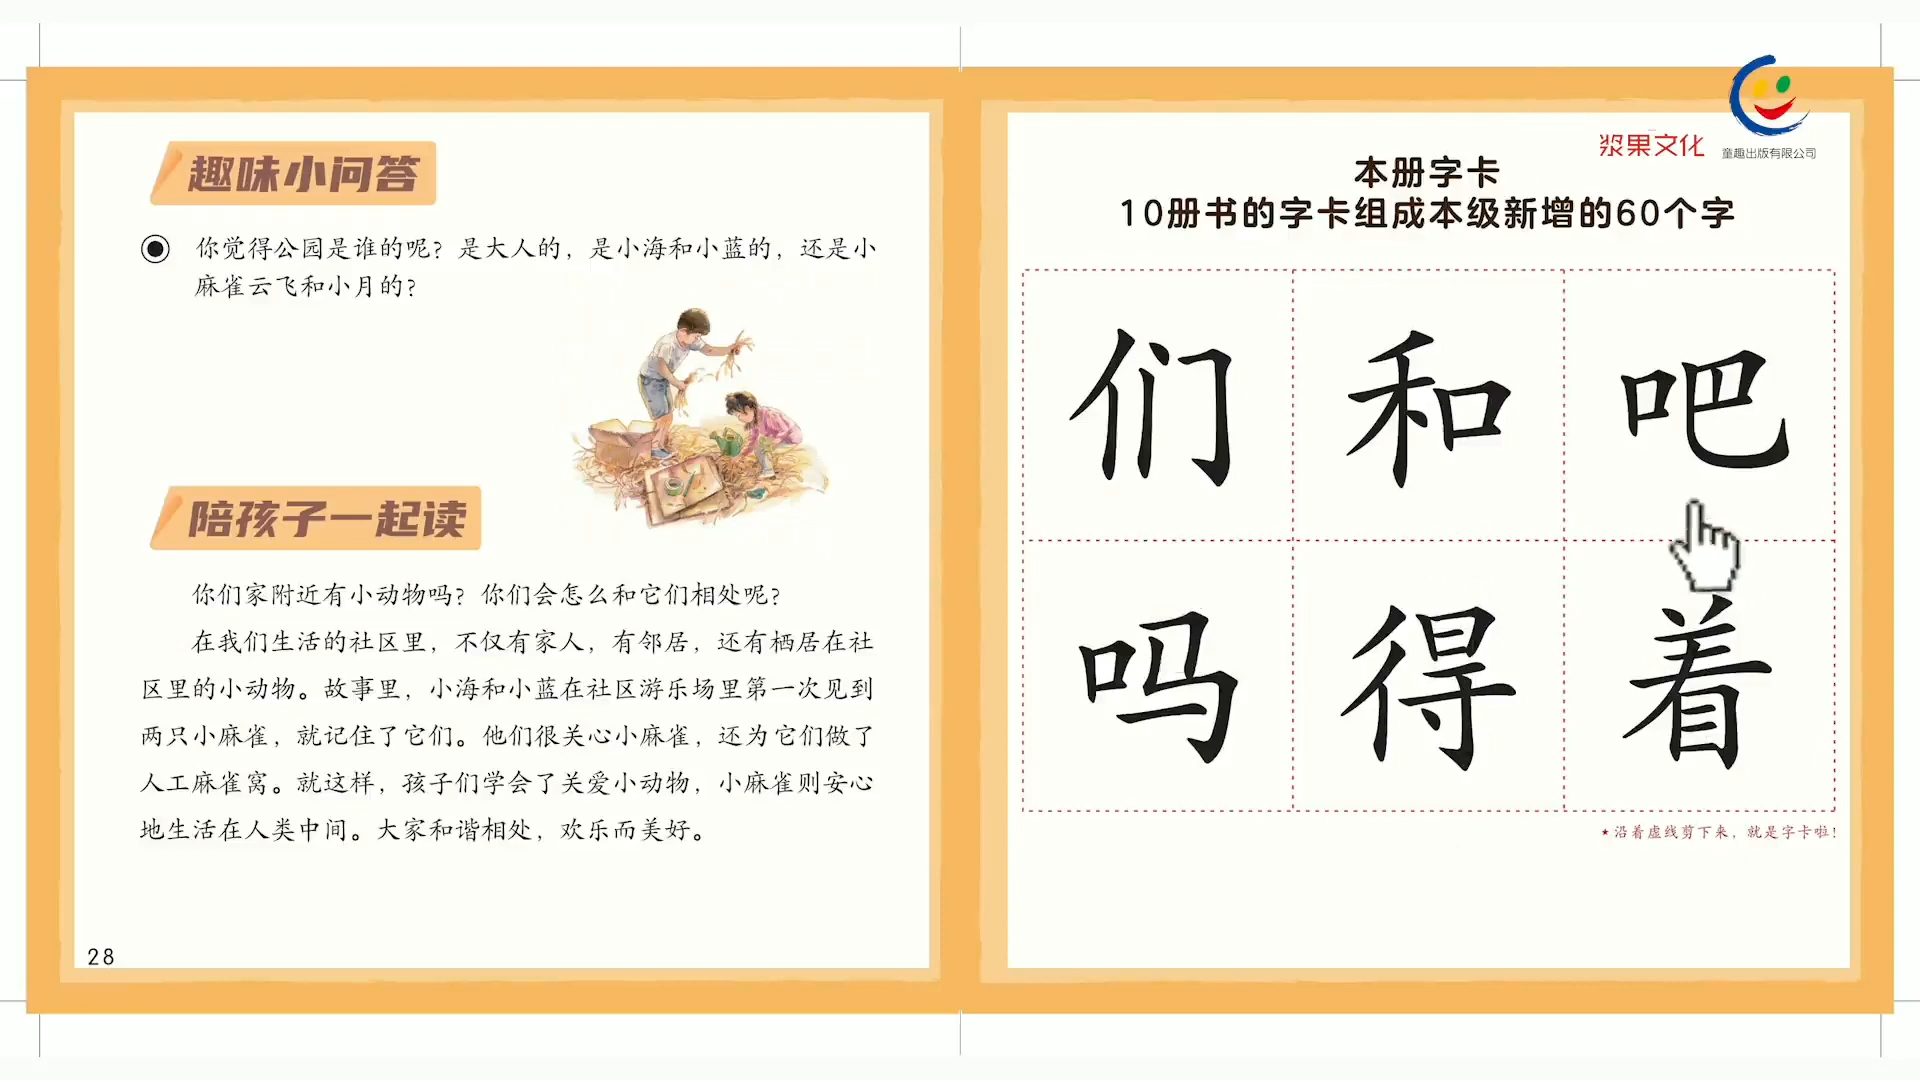 趣味小问答
你觉得公园是谁的呢？是大人的，是小海和小蓝的，还是小
麻雀云飞和小月的？
陪孩子一起读
你们家附近有小动物吗？你们会怎么和它们相处呢？
在我们生活的社区里，不仅有家人，有邻居，还有栖居在社
区里的小动物。故事里，小海和小蓝在社区游乐场里第一次见到
两只小麻雀，就记住了它们。他们很关心小麻雀，还为它们做了
人工麻雀窝。就这样，孩子们学会了关爱小动物，小麻雀则安心
地生活在人类中间。大家和谐相处，欢乐而美好。
28
浆果文化
童趣出版有限公司
本册字卡
10册书的字卡组成本级新增的60个字
们 和 吧
吗 得 着
★沿着虚线剪下来，就是字卡啦！